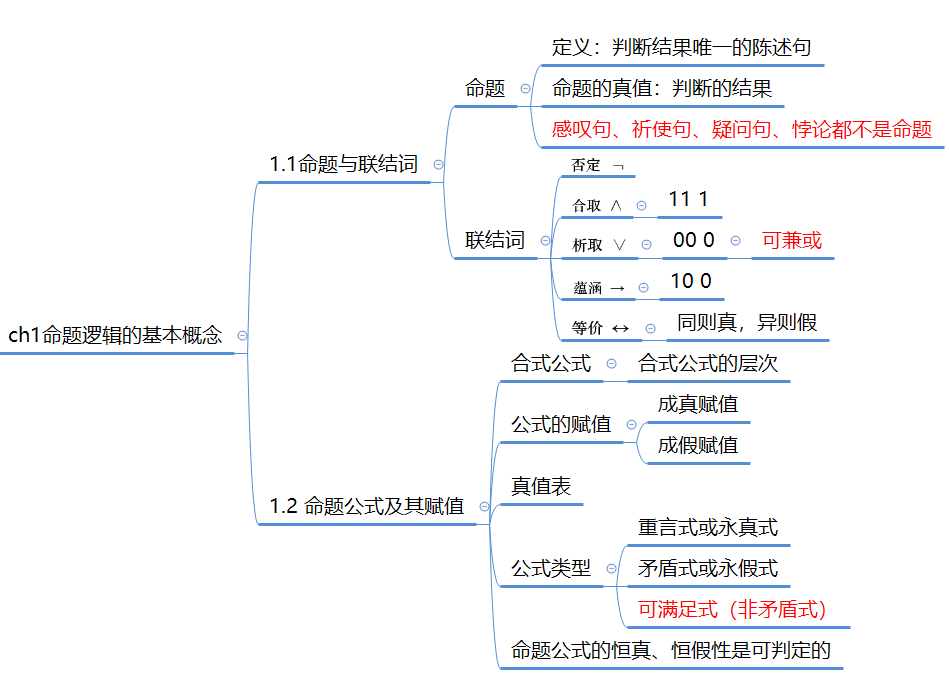 ch1命题逻辑的基本概念
1.1命题与联结词
命题
定义：判断结果唯一的陈述句
命题的真值：判断的结果
感叹句、祈使句、疑问句、悖论都不是命题
联结词
否定 ¬
合取 ∧
11 1
析取 ∨
00 0
可兼或
蕴涵 →
10 0
等价 ↔
同则真，异则假
1.2 命题公式及其赋值
合式公式
合式公式的层次
公式的赋值
成真赋值
成假赋值
真值表
公式类型
重言式或永真式
矛盾式或永假式
可满足式（非矛盾式）
命题公式的恒真、恒假性是可判定的